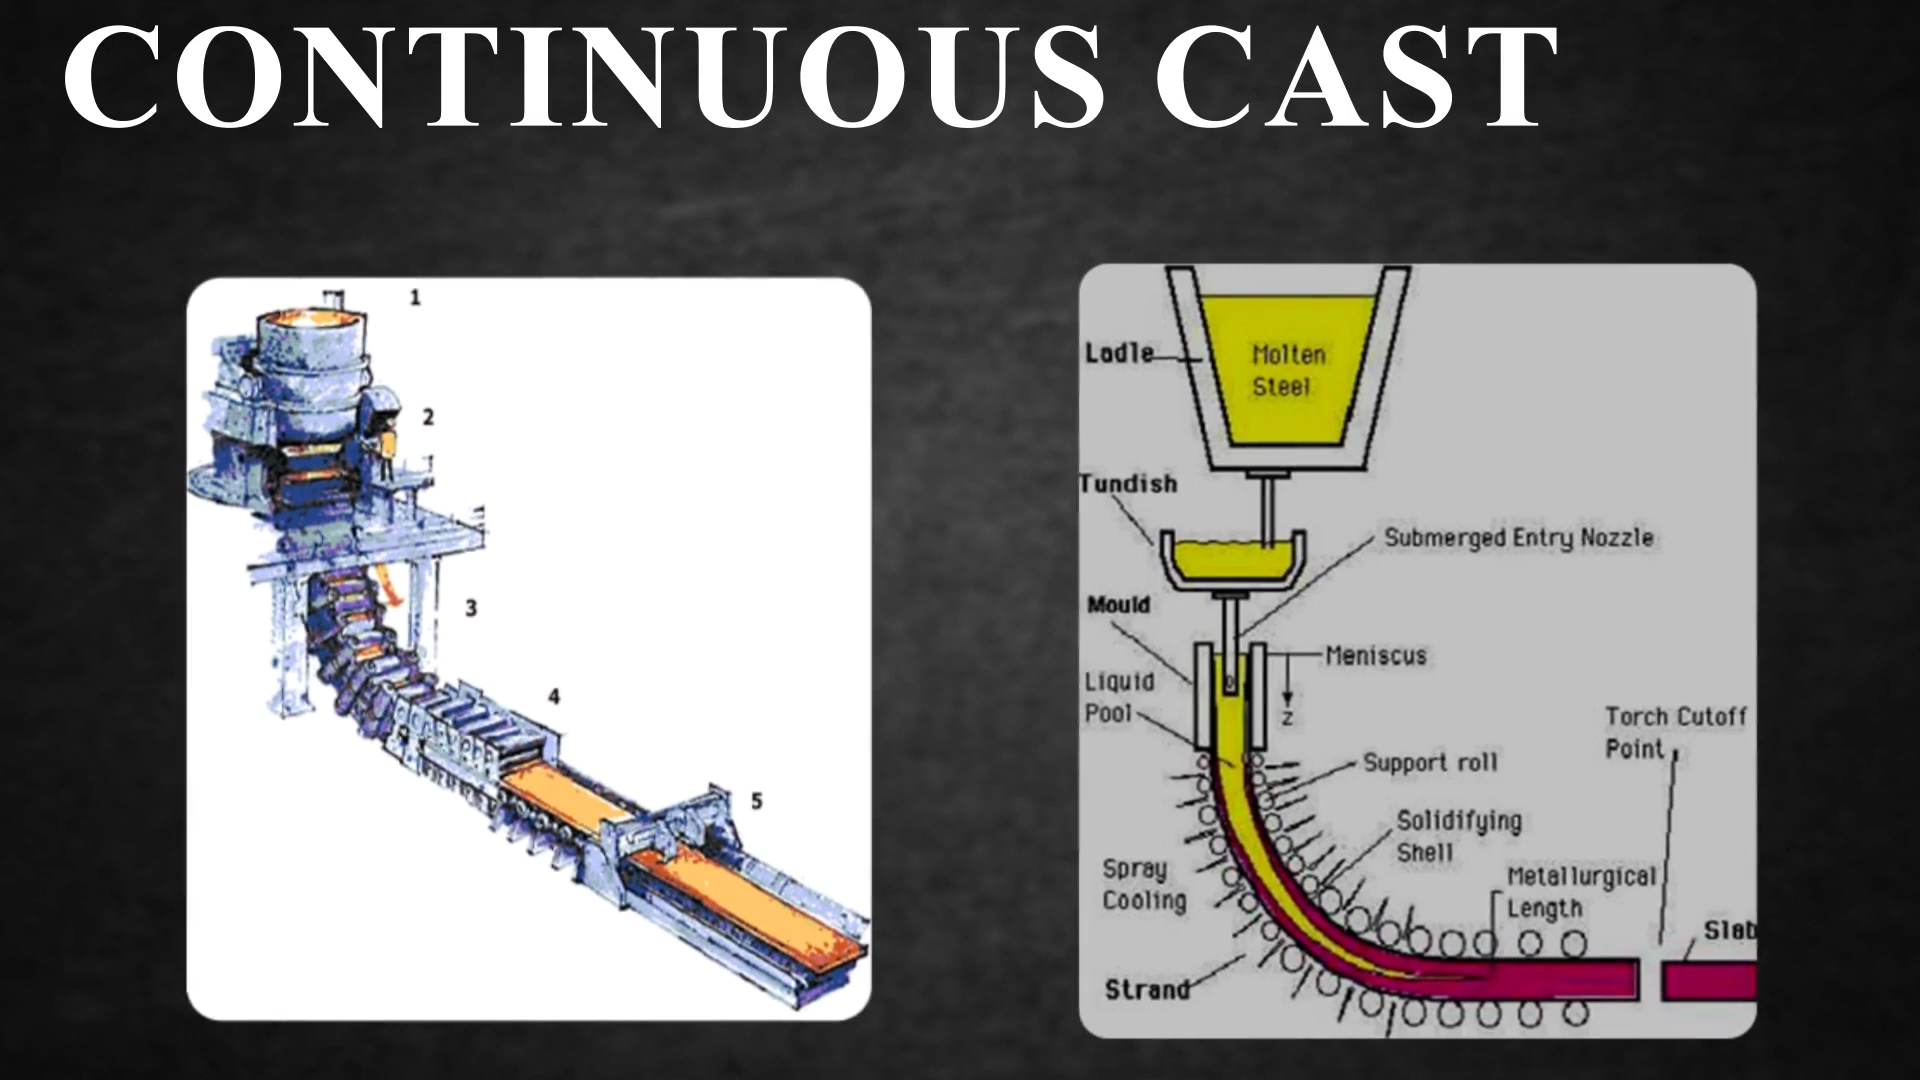 CONTINUOUS CAST
1
2
3
4
5
Ladle
Molten
Steel
Tundish
Submerged Entry Nozzle
Mould
Meniscus
Liquid
Pool
z
Torch Cutoff
Point
Support roll
Solidifying
Shell
Spray
Cooling
Metallurgical
Length
Slab
Strand